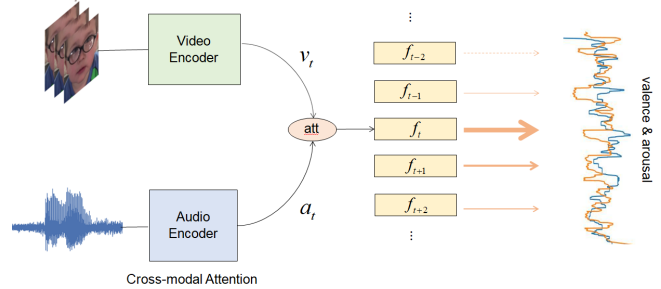 ⋮
Video
Encoder
v_t
f_{t-2}
f_{t-1}
att
f_t
f_{t+1}
Audio
Encoder
a_t
f_{t+2}
⋮
valence & arousal
Cross-modal Attention